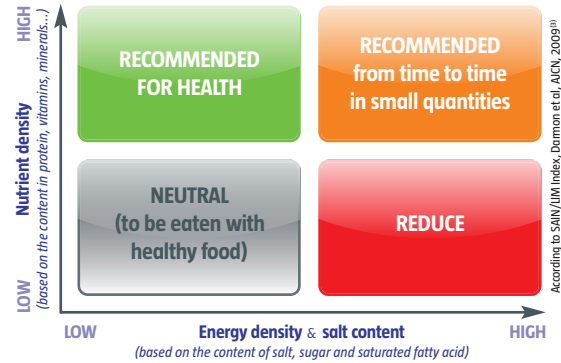 HIGH
Nutrient density
(based on the content in protein, vitamins, minerals...)
LOW
RECOMMENDED
FOR HEALTH
RECOMMENDED
from time to time
in small quantities
NEUTRAL
(to be eaten with
healthy food)
REDUCE
According to SAIN/LIM Index, Darmon et al, AJCN, 2009⁽³⁾
LOW
Energy density & salt content
HIGH
(based on the content of salt, sugar and saturated fatty acid)